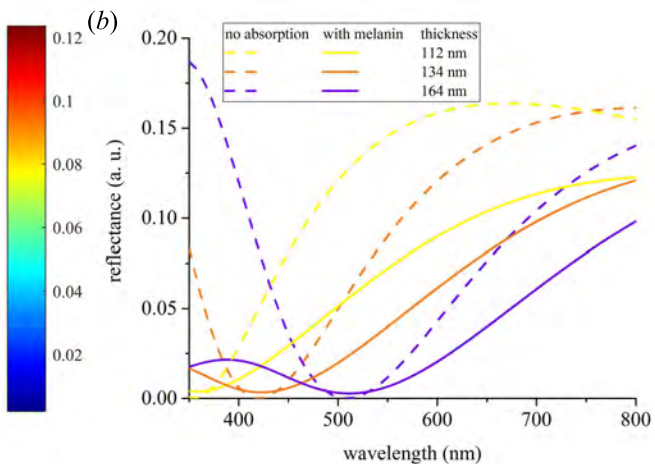 (b)
0.12
0.1
0.08
0.06
0.04
0.02
no absorption with melanin thickness
112 nm
134 nm
164 nm
0.20
0.15
0.10
0.05
0.00
reflectance (a. u.)
400 500 600 700 800
wavelength (nm)